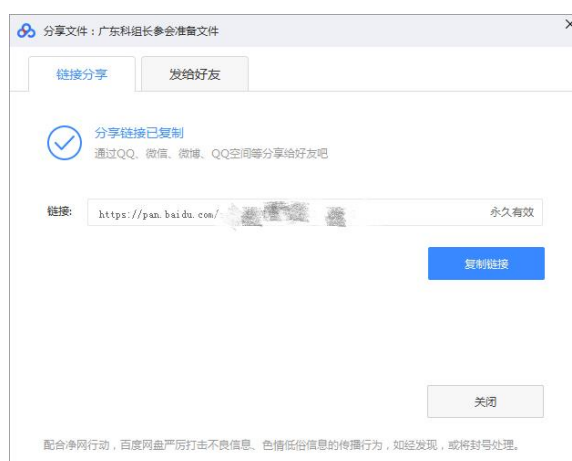 分享文件：广东科组长参会准备文件
链接分享
发给好友
分享链接已复制
通过QQ、微信、微博、QQ空间等分享给好友吧
链接:
https://pan.baidu.com/
永久有效
复制链接
关闭
配合净网行动，百度网盘严厉打击不良信息、色情低俗信息的传播行为，如经发现，或将封号处理。